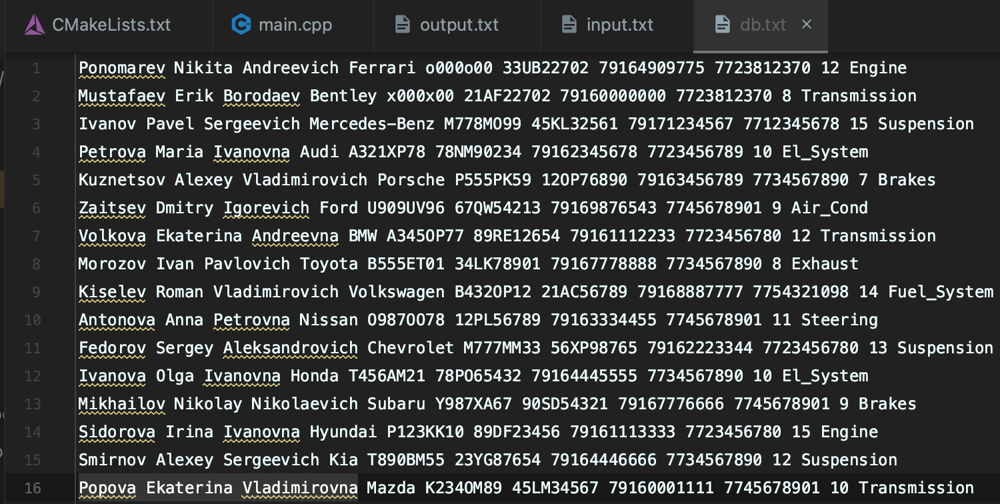 CMakeLists.txt main.cpp output.txt input.txt db.txt
1 Ponomarev Nikita Andreevich Ferrari o000o00 33UB22702 79164909775 7723812370 12 Engine
2 Mustafaev Erik Borodaev Bentley x000x00 21AF22702 79160000000 7723812370 8 Transmission
3 Ivanov Pavel Sergeevich Mercedes-Benz M778MO99 45KL32561 79171234567 7712345678 15 Suspension
4 Petrova Maria Ivanovna Audi A321XP78 78NM90234 79162345678 7723456789 10 El_System
5 Kuznetsov Alexey Vladimirovich Porsche P555PK59 12OP76890 79163456789 7734567890 7 Brakes
6 Zaitsev Dmitry Igorevich Ford U909UV96 67QW54213 79169876543 7745678901 9 Air_Cond
7 Volkova Ekaterina Andreevna BMW A345OP77 89RE12654 79161112233 7723456780 12 Transmission
8 Morozov Ivan Pavlovich Toyota B555ET01 34LK78901 79167778888 7734567890 8 Exhaust
9 Kiselev Roman Vladimirovich Volkswagen B432OP12 21AC56789 79168887777 7754321098 14 Fuel_System
10 Antonova Anna Petrovna Nissan O987OO78 12PL56789 79163334455 7745678901 11 Steering
11 Fedorov Sergey Aleksandrovich Chevrolet M777MM33 56XP98765 79162223344 7723456780 13 Suspension
12 Ivanova Olga Ivanovna Honda T456AM21 78PO65432 79164445555 7734567890 10 El_System
13 Mikhailov Nikolay Nikolaevich Subaru Y987XA67 90SD54321 79167776666 7745678901 9 Brakes
14 Sidorova Irina Ivanovna Hyundai P123KK10 89DF23456 79161113333 7723456780 15 Engine
15 Smirnov Alexey Sergeevich Kia T890BM55 23YG87654 79164446666 7734567890 12 Suspension
16 Popova Ekaterina Vladimirovna Mazda K234OM89 45LM34567 79160001111 7745678901 10 Transmission